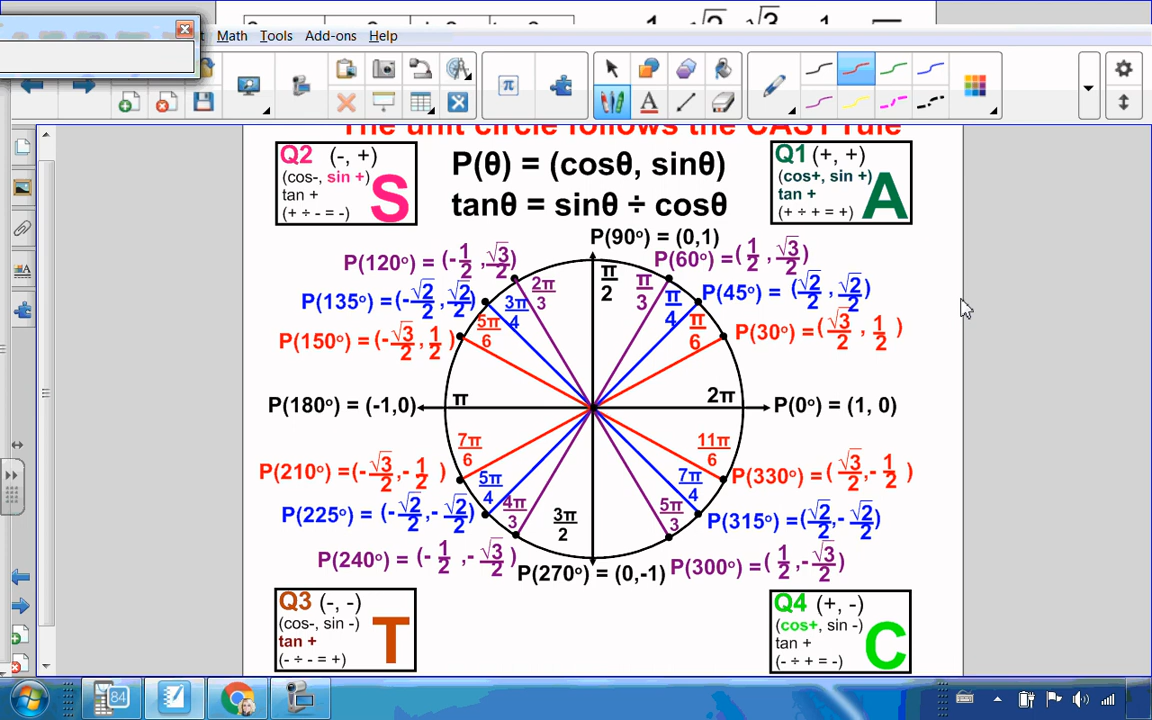 Math Tools Add-ons Help
The unit circle follows the CAST rule
Q2 (-, +)
(cos-, sin +)
tan +
(+ ÷ - = -)
S
P(θ) = (cosθ, sinθ)
tanθ = sinθ ÷ cosθ
Q1 (+, +)
(cos+, sin +)
tan +
(+ ÷ + = +)
A
P(90°) = (0,1)
P(120°) = (-1/2, √3/2)
2π/3
π/2
π/3
P(60°) =(1/2, √3/2)
P(135°) =(-√2/2, √2/2)
3π/4
π/4
P(45°) = (√2/2, √2/2)
P(150°) = (-√3/2, 1/2)
5π/6
π/6
P(30°) =(√3/2, 1/2)
P(180°) = (-1,0)
π
2π
P(0°) = (1, 0)
P(210°) =(-√3/2, -1/2)
7π/6
11π/6
P(330°) =(√3/2, -1/2)
P(225°) = (-√2/2, -√2/2)
5π/4
7π/4
P(315°) =(√2/2, -√2/2)
P(240°) = (-1/2, -√3/2)
4π/3
3π/2
5π/3
P(300°) =(1/2, -√3/2)
P(270°) = (0,-1)
Q3 (-, -)
(cos-, sin -)
tan +
(- ÷ - = +)
T
Q4 (+, -)
(cos+, sin -)
tan +
(- ÷ + = -)
C
84